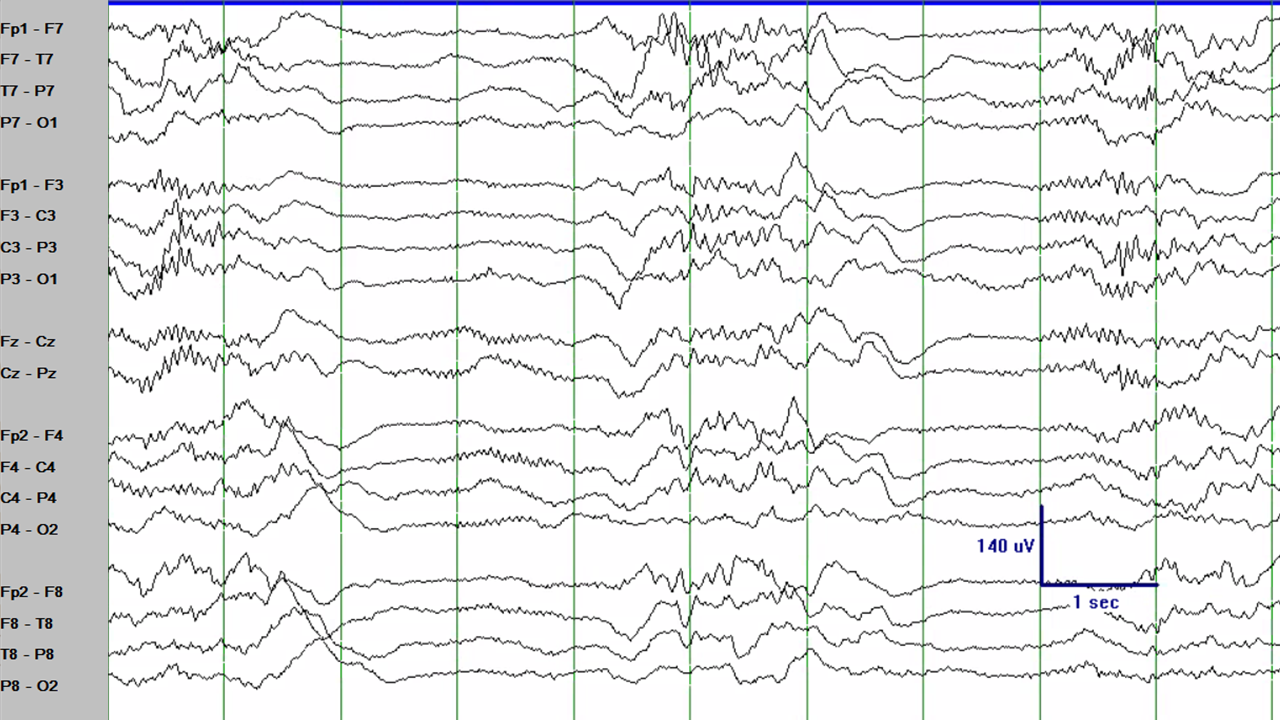 Fp1 - F7
F7 - T7
T7 - P7
P7 - O1
Fp1 - F3
F3 - C3
C3 - P3
P3 - O1
Fz - Cz
Cz - Pz
Fp2 - F4
F4 - C4
C4 - P4
P4 - O2
140 uV
Fp2 - F8
1 sec
F8 - T8
T8 - P8
P8 - O2